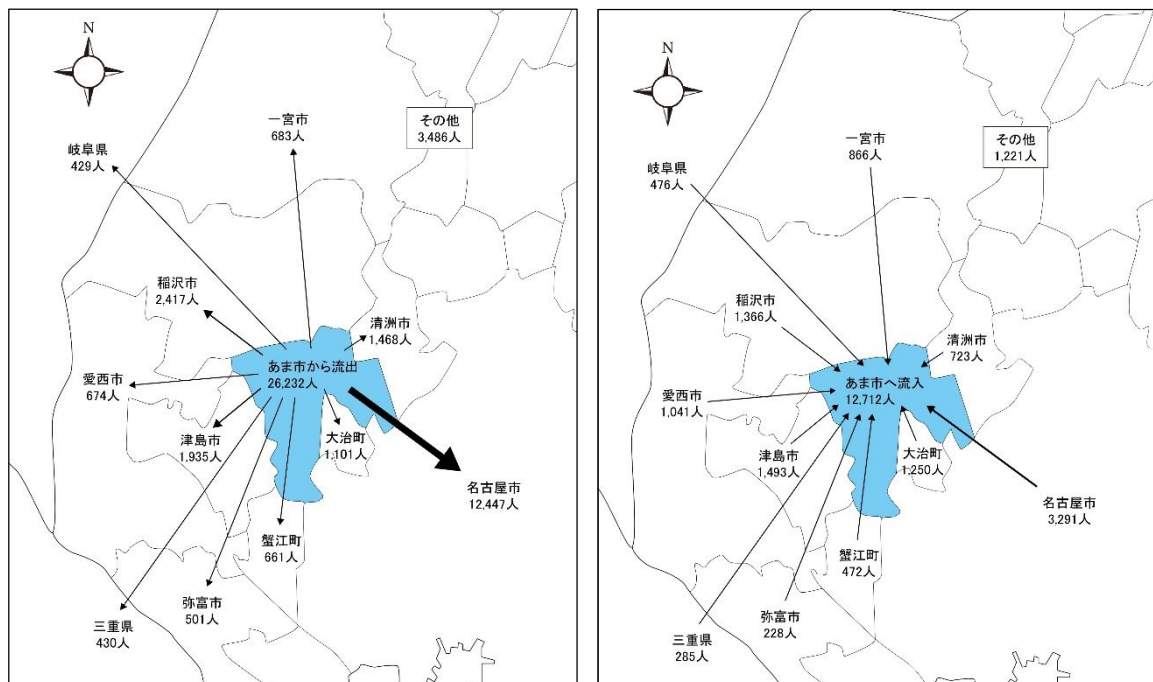 N
一宮市
683人
その他
3,486人
岐阜県
429人
稲沢市
2,417人
清洲市
1,468人
あま市から流出
26,232人
愛西市
674人
津島市
1,935人
大治町
1,101人
名古屋市
12,447人
蟹江町
661人
弥富市
501人
三重県
430人
N
一宮市
866人
その他
1,221人
岐阜県
476人
稲沢市
1,366人
清洲市
723人
あま市へ流入
12,712人
愛西市
1,041人
津島市
1,493人
大治町
1,250人
名古屋市
3,291人
蟹江町
472人
弥富市
228人
三重県
285人